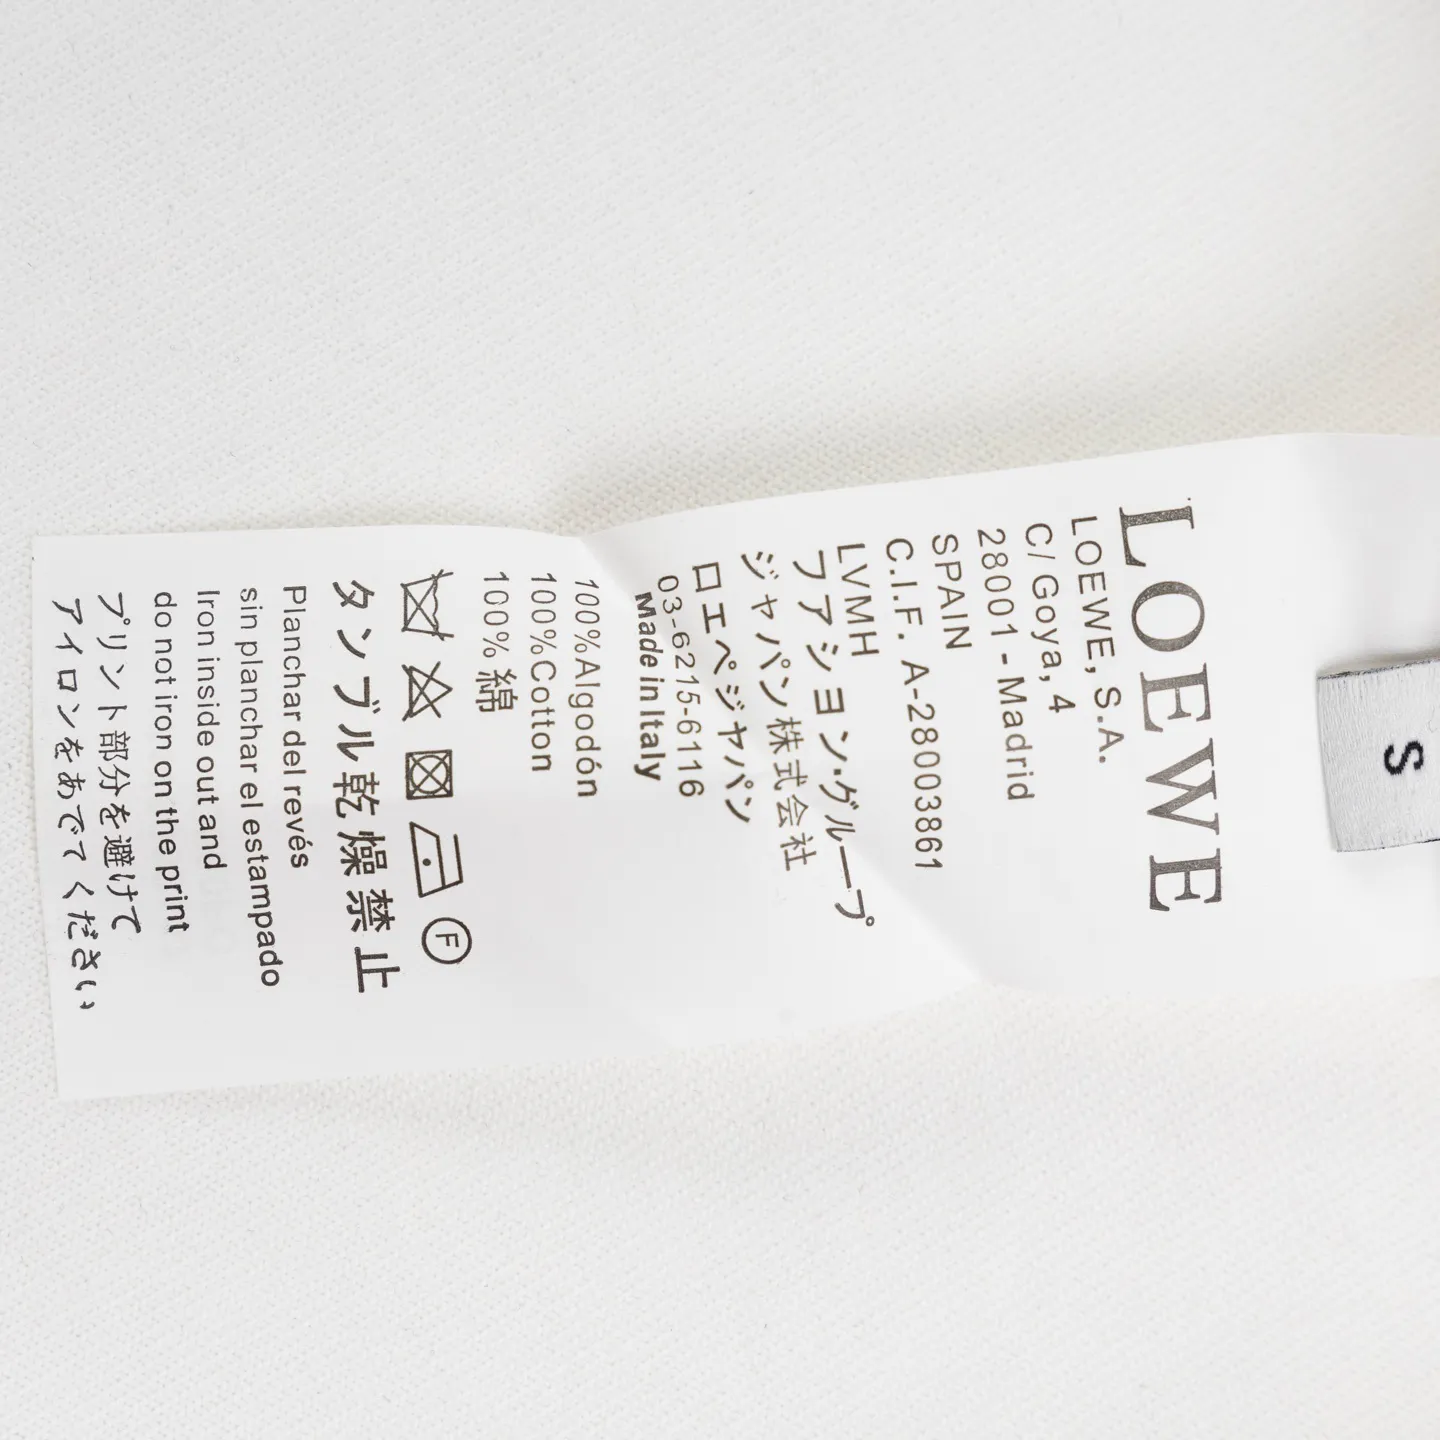 LOEWE
LOEWE, S.A.
C/ Goya, 4
28001 - Madrid
SPAIN
C.I.F. A-28003861
LVMH
ファション・グループ
ジャパン株式会社
ロエペジャパン
03-6215-6116
Made in Italy
100%Algodón
100%Cotton
100%綿
F
タンブル乾燥禁止
Planchar del revés
sin planchar el estampado
Iron inside out and
do not iron on the print
プリント部分を避けて
アイロンをあでてください
S